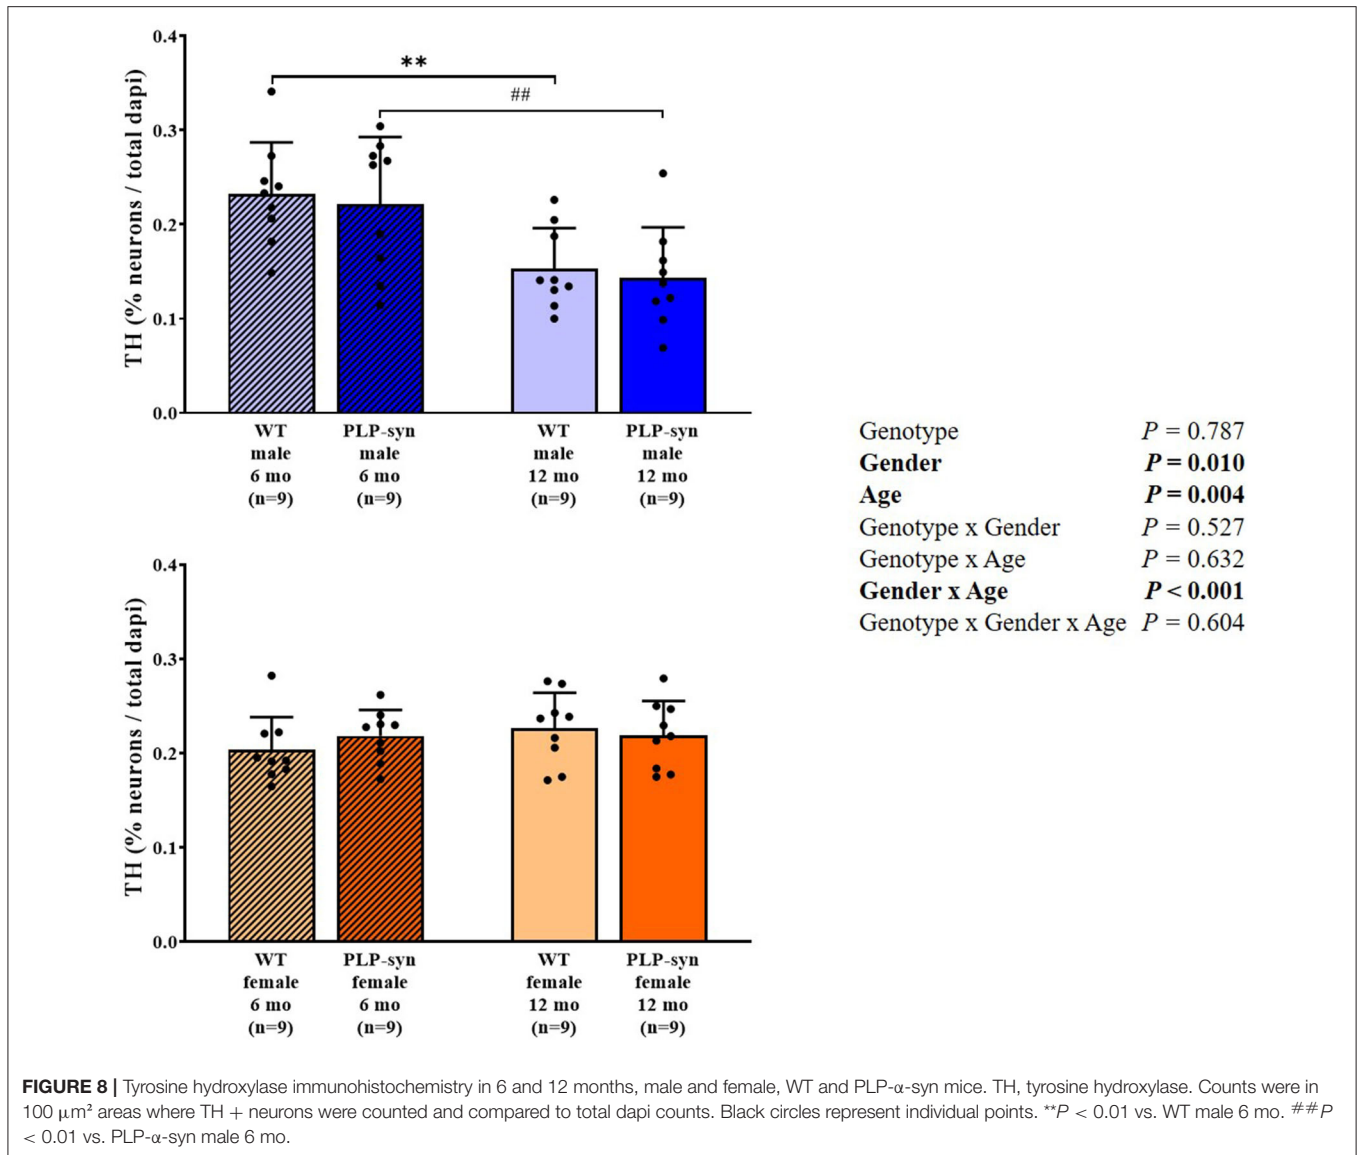 0.4
0.3
0.2
0.1
0.0
TH (% neurons / total dapi)
**
##
WT male 6 mo (n=9)
PLP-syn male 6 mo (n=9)
WT male 12 mo (n=9)
PLP-syn male 12 mo (n=9)
Genotype P = 0.787
Gender P = 0.010
Age P = 0.004
Genotype x Gender P = 0.527
Genotype x Age P = 0.632
Gender x Age P < 0.001
Genotype x Gender x Age P = 0.604
0.4
0.3
0.2
0.1
0.0
TH (% neurons / total dapi)
WT female 6 mo (n=9)
PLP-syn female 6 mo (n=9)
WT female 12 mo (n=9)
PLP-syn female 12 mo (n=9)
FIGURE 8 | Tyrosine hydroxylase immunohistochemistry in 6 and 12 months, male and female, WT and PLP-α-syn mice. TH, tyrosine hydroxylase. Counts were in
100 μm² areas where TH + neurons were counted and compared to total dapi counts. Black circles represent individual points. **P < 0.01 vs. WT male 6 mo. ##P
< 0.01 vs. PLP-α-syn male 6 mo.